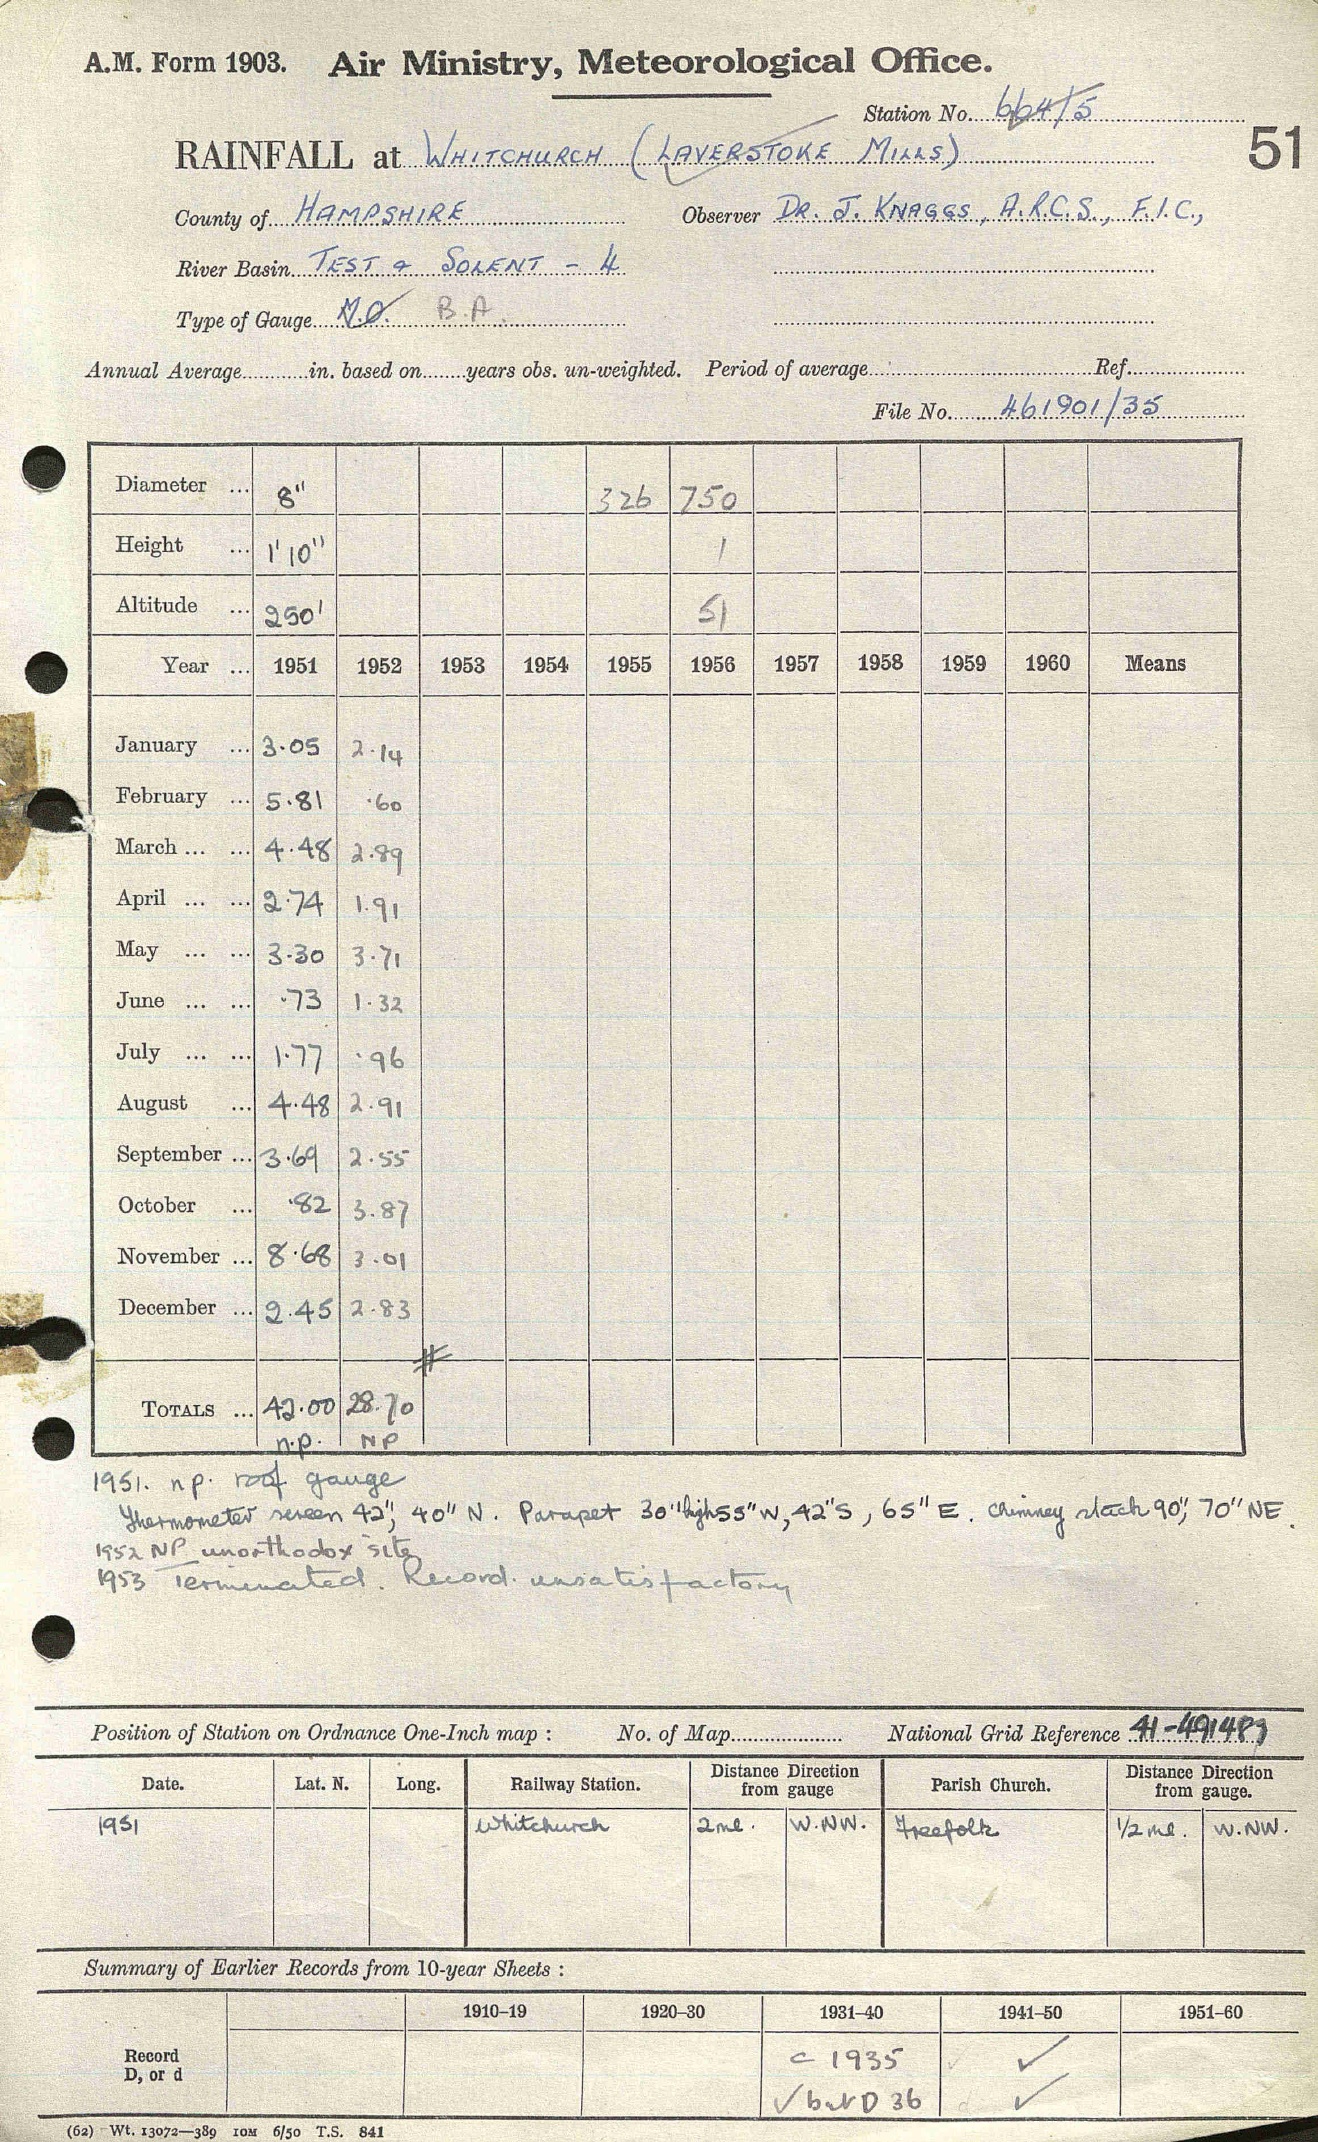 A.M. Form 1903. Air Ministry, Meteorological Office.
Station No. 664/5
51
RAINFALL at WHITCHURCH (LAVERSTOKE MILLS)
County of HAMPSHIRE Observer DR. J. KNAGGS, A.R.C.S., F.I.C.,
River Basin TEST & SOLENT - 4
Type of Gauge M.O. B.A.
Annual Average in. based on years obs. un-weighted. Period of average Ref.
File No. 461901/35
Diameter ... 8" 326 750
Height ... 1'10" 1
Altitude ... 250' 51
Year ... 1951 1952 1953 1954 1955 1956 1957 1958 1959 1960 Means
January ... 3.05 2.14
February ... 5.81 .60
March ... ... 4.48 2.89
April ... ... 2.74 1.91
May ... ... 3.30 3.71
June ... ... .73 1.32
July ... ... 1.77 .96
August ... 4.48 2.91
September ... 3.69 2.55
October ... .82 3.87
November ... 8.68 3.01
December ... 2.45 2.83
TOTALS ... 42.00 28.70
n.p. NP
1951. n p. roof gauge
Thermometer screen 42", 40" N. Parapet 30" high 55" W, 42" S, 65" E. Chimney stack 90", 70" NE.
1952 NP unorthodox site
1953 Terminated. Record unsatisfactory
Position of Station on Ordnance One-Inch map : No. of Map National Grid Reference 41-491489
Date. Lat. N. Long. Railway Station. Distance Direction from gauge Parish Church. Distance Direction from gauge.
1951 Whitchurch 2 ml. W.NW. Freefolk 1/2 ml. W.NW.
Summary of Earlier Records from 10-year Sheets :
1910–19 1920–30 1931–40 1941–50 1951–60
Record D, or d
c 1935 ✓
✓ but D 36 ✓
(62) Wt. 13072—389 10M 6/50 T.S. 841